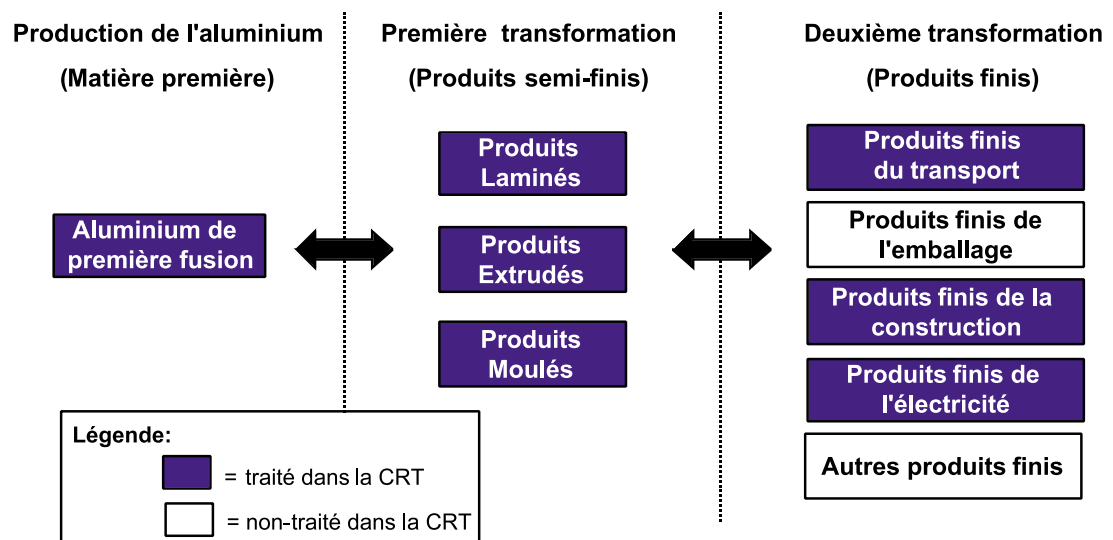 Production de l'aluminium
(Matière première)
Première transformation
(Produits semi-finis)
Deuxième transformation
(Produits finis)
Aluminium de
première fusion
Produits
Laminés
Produits
Extrudés
Produits
Moulés
Produits finis
du transport
Produits finis de
l'emballage
Produits finis de la
construction
Produits finis de
l'électricité
Autres produits finis
Légende:
= traité dans la CRT
= non-traité dans la CRT